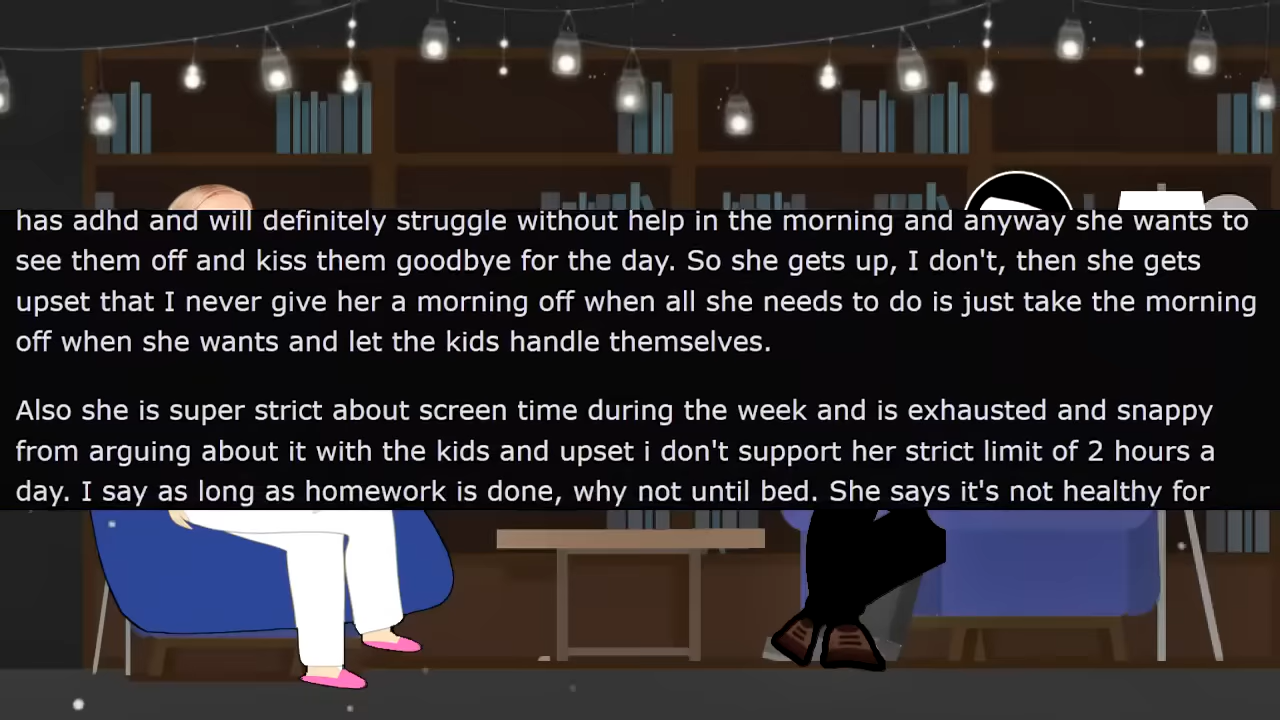 has adhd and will definitely struggle without help in the morning and anyway she wants to
see them off and kiss them goodbye for the day. So she gets up, I don't, then she gets
upset that I never give her a morning off when all she needs to do is just take the morning
off when she wants and let the kids handle themselves.
Also she is super strict about screen time during the week and is exhausted and snappy
from arguing about it with the kids and upset i don't support her strict limit of 2 hours a
day. I say as long as homework is done, why not until bed. She says it's not healthy for